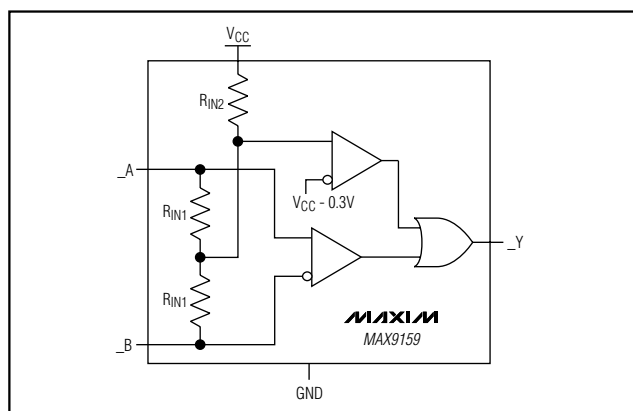 VCC
RIN2
_A
VCC - 0.3V
RIN1
_Y
RIN1
MAXIM
MAX9159
_B
GND